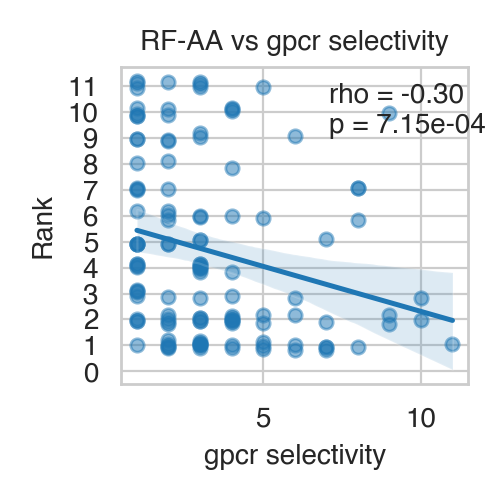 RF-AA vs gpcr selectivity
rho = -0.30
p = 7.15e-04
Rank
11
10
9
8
7
6
5
4
3
2
1
0
5
10
gpcr selectivity